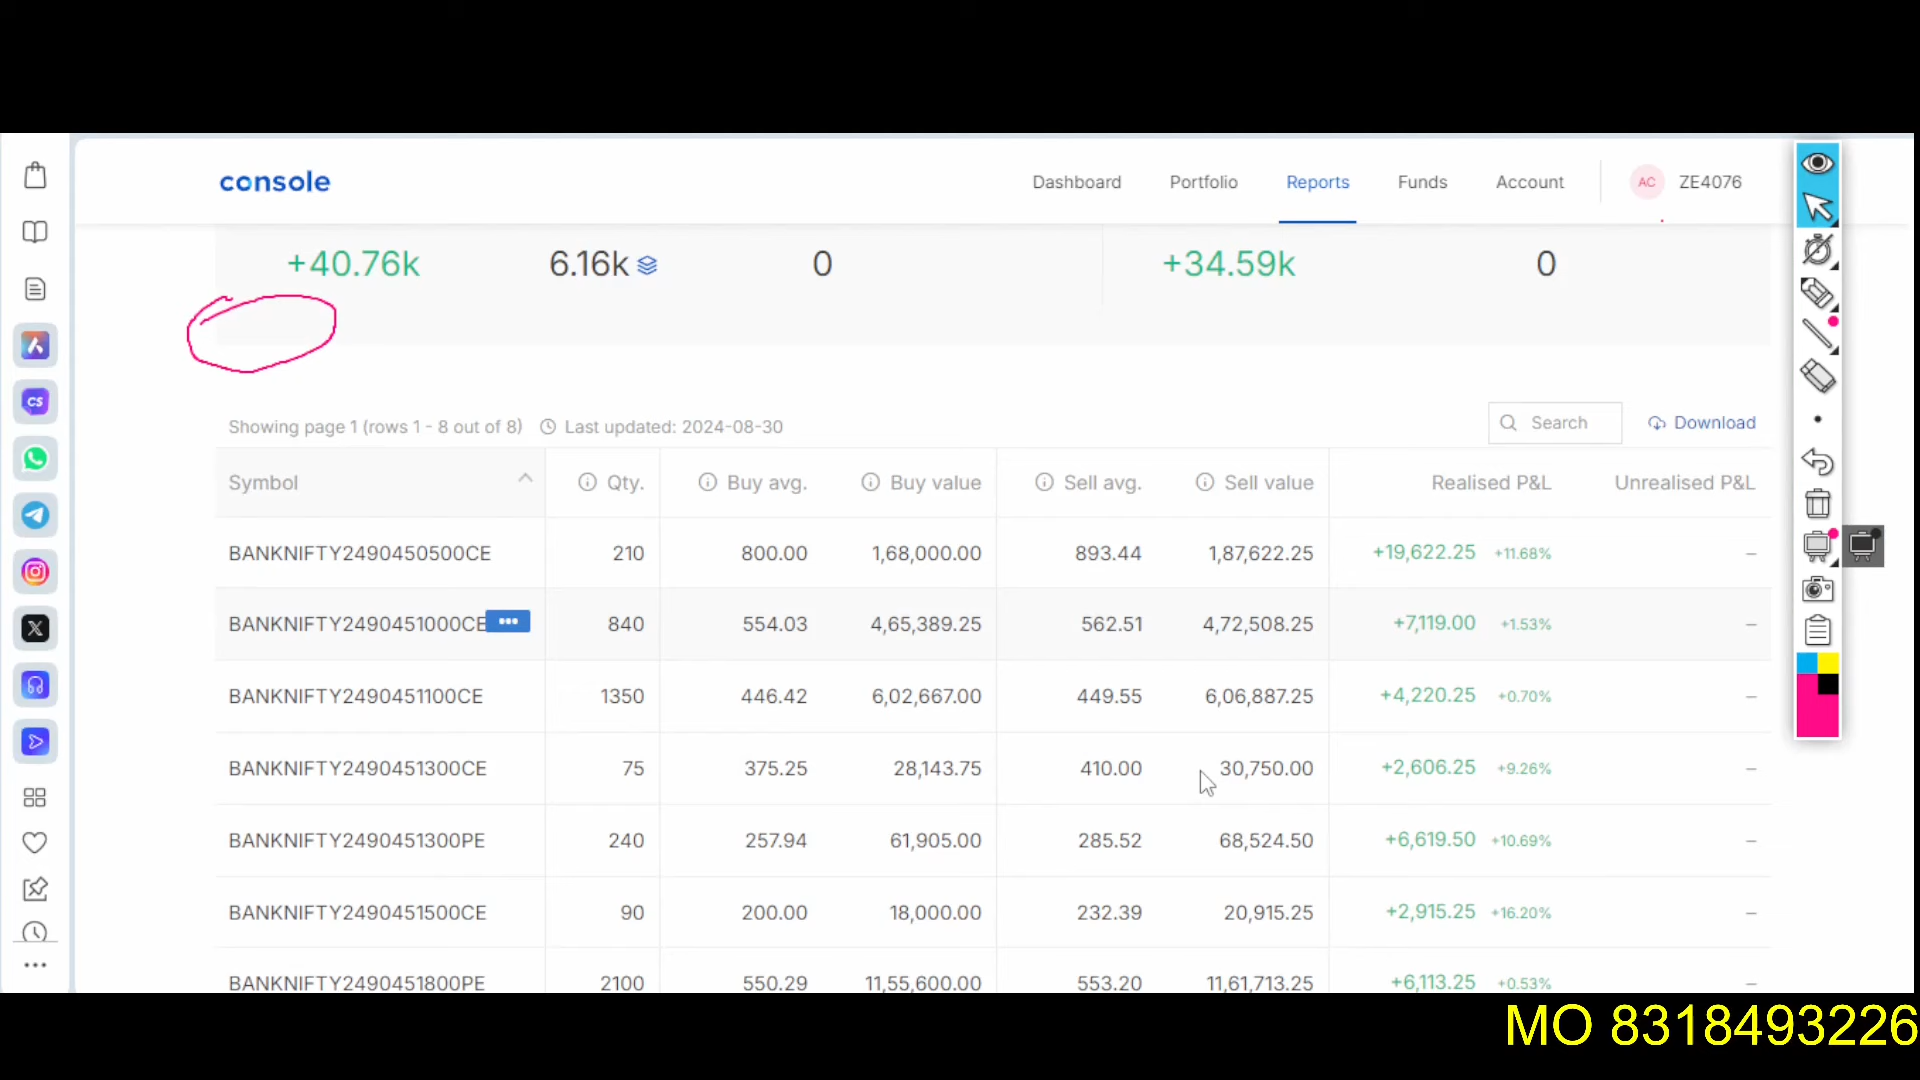 console Dashboard Portfolio Reports Funds Account AC ZE4076
+40.76k 6.16k 0 +34.59k 0
Showing page 1 (rows 1 - 8 out of 8) Last updated: 2024-08-30 Search Download
Symbol Qty. Buy avg. Buy value Sell avg. Sell value Realised P&L Unrealised P&L
BANKNIFTY2490450500CE 210 800.00 1,68,000.00 893.44 1,87,622.25 +19,622.25 +11.68% –
BANKNIFTY2490451000CE ••• 840 554.03 4,65,389.25 562.51 4,72,508.25 +7,119.00 +1.53% –
BANKNIFTY2490451100CE 1350 446.42 6,02,667.00 449.55 6,06,887.25 +4,220.25 +0.70% –
BANKNIFTY2490451300CE 75 375.25 28,143.75 410.00 30,750.00 +2,606.25 +9.26% –
BANKNIFTY2490451300PE 240 257.94 61,905.00 285.52 68,524.50 +6,619.50 +10.69% –
BANKNIFTY2490451500CE 90 200.00 18,000.00 232.39 20,915.25 +2,915.25 +16.20% –
BANKNIFTY2490451800PE 2100 550.29 11,55,600.00 553.20 11,61,713.25 +6,113.25 +0.53% –
CS
MO 8318493226